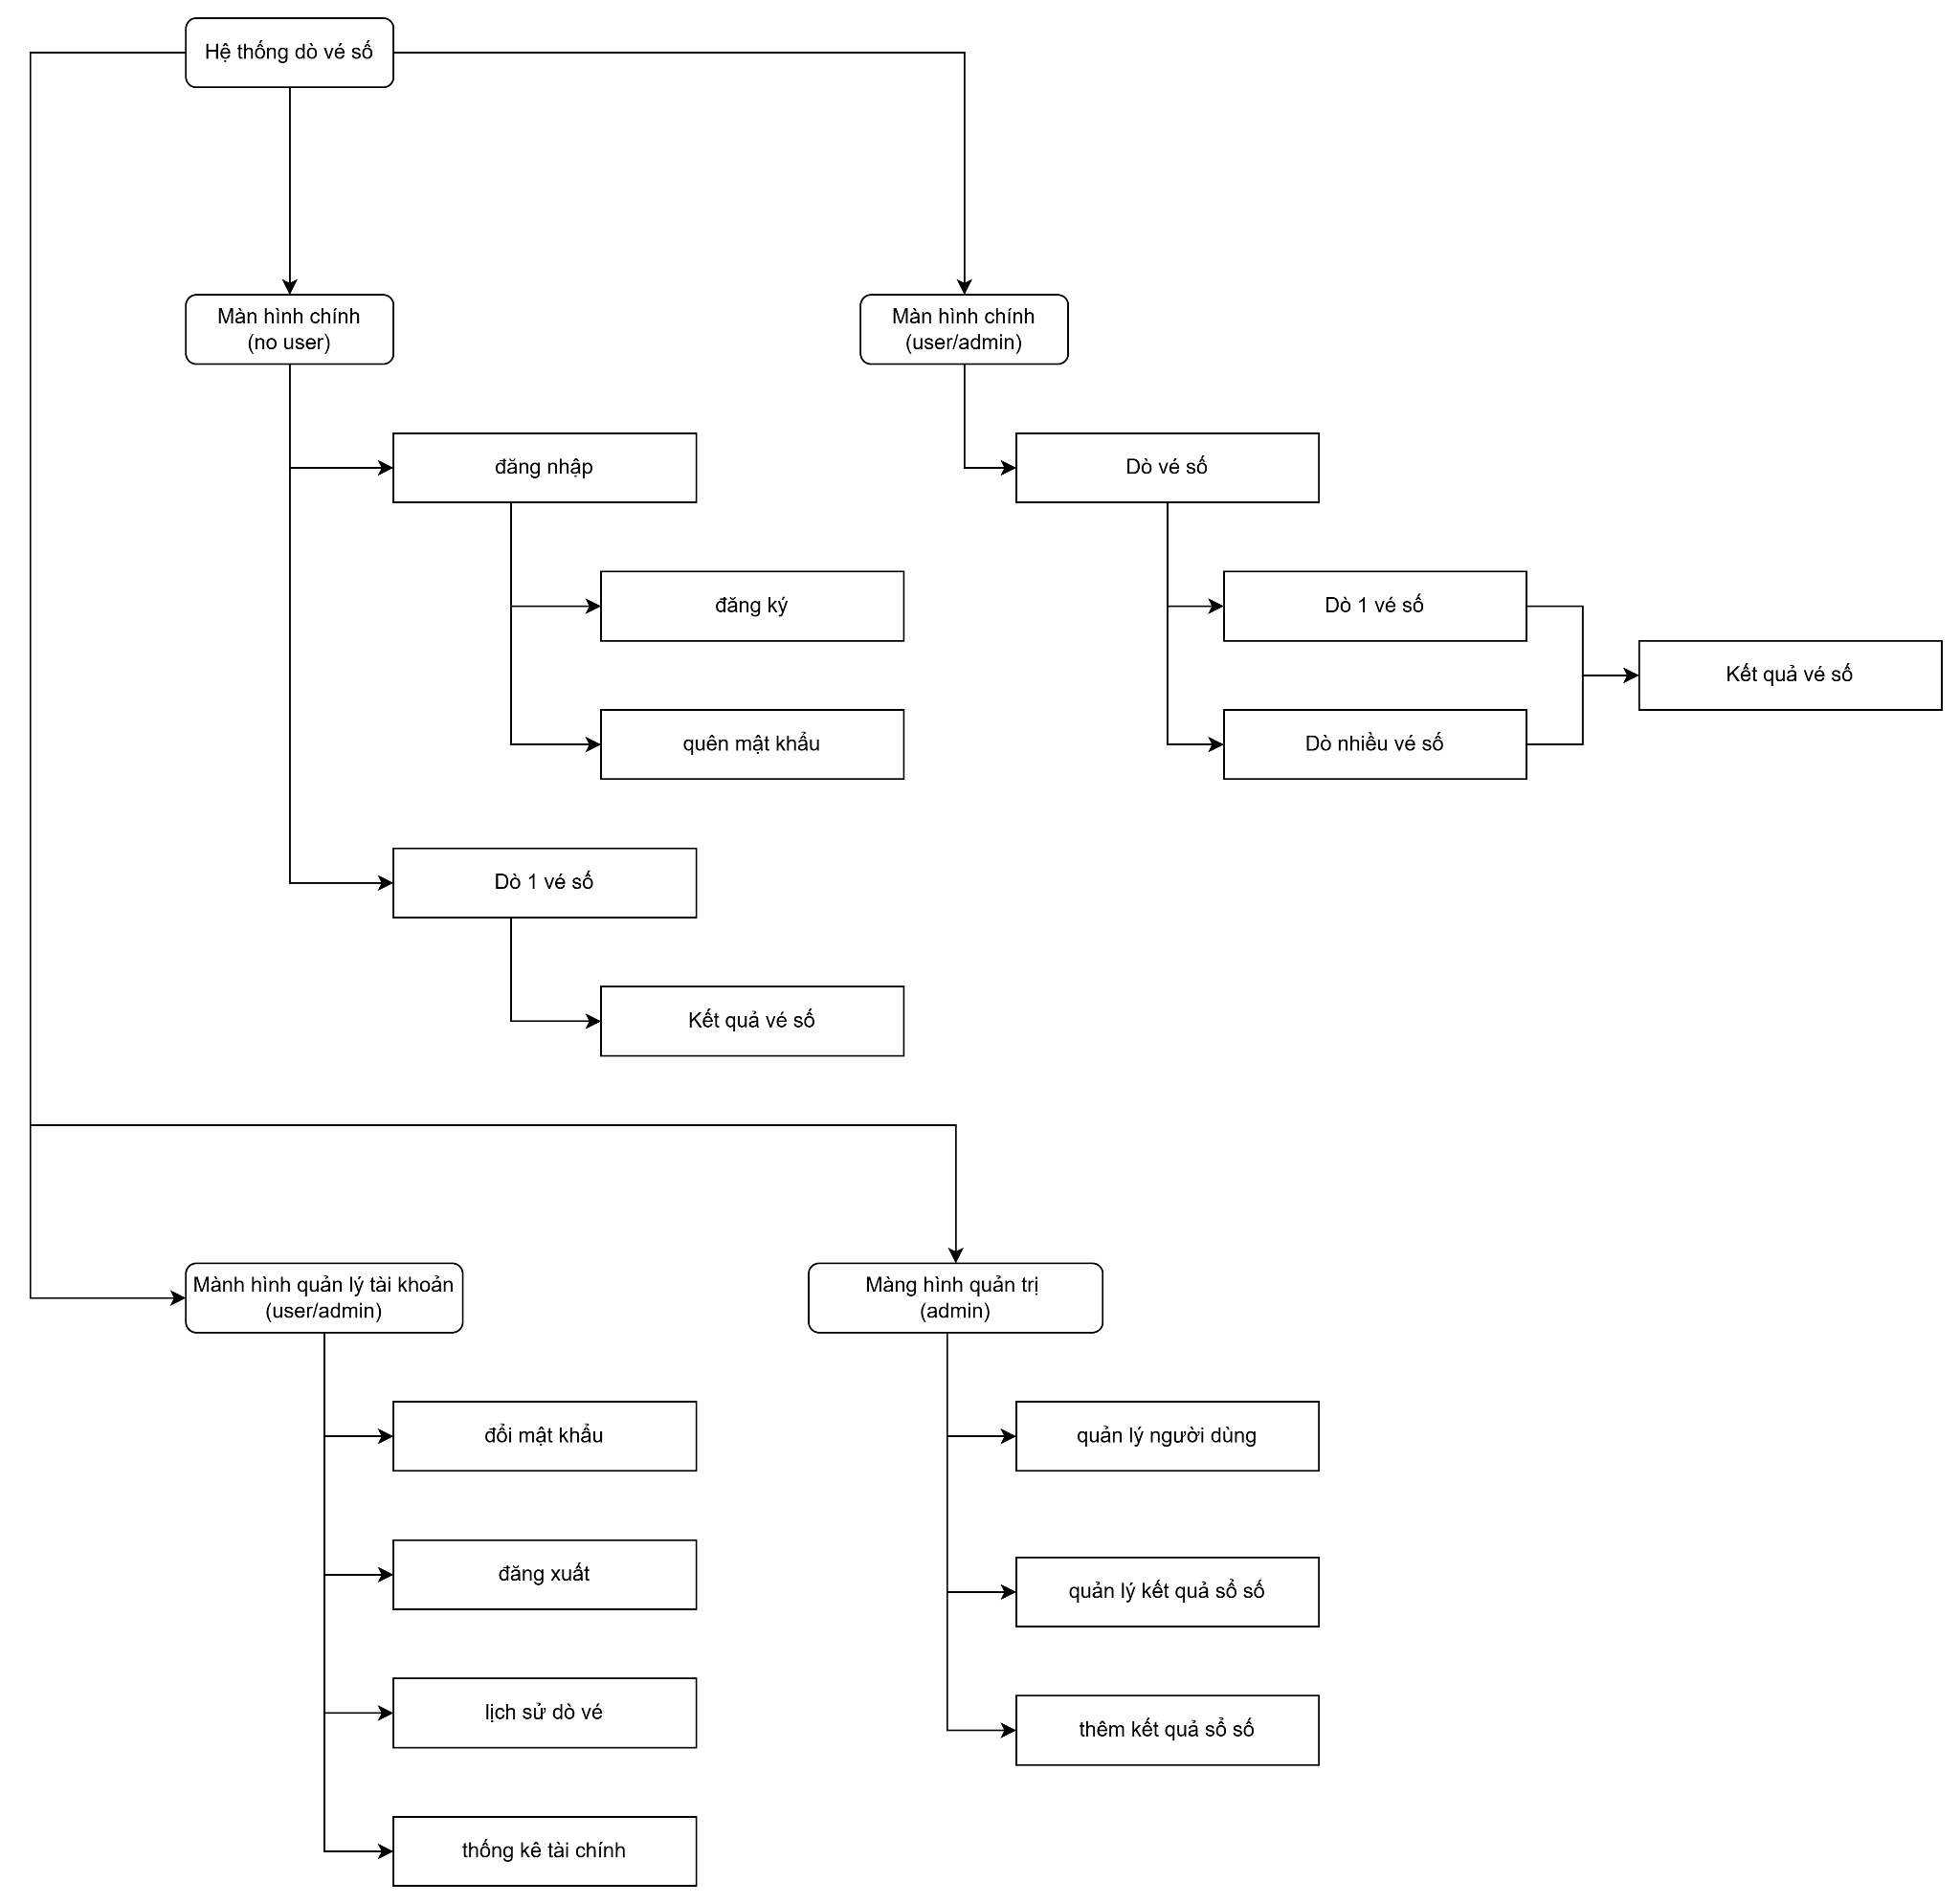 Hệ thống dò vé số
Màn hình chính
(no user)
Màn hình chính
(user/admin)
đăng nhập
Dò vé số
đăng ký
Dò 1 vé số
Kết quả vé số
quên mật khẩu
Dò nhiều vé số
Dò 1 vé số
Kết quả vé số
Mành hình quản lý tài khoản
(user/admin)
Màng hình quản trị
(admin)
đổi mật khẩu
quản lý người dùng
đăng xuất
quản lý kết quả sổ số
lịch sử dò vé
thêm kết quả sổ số
thống kê tài chính